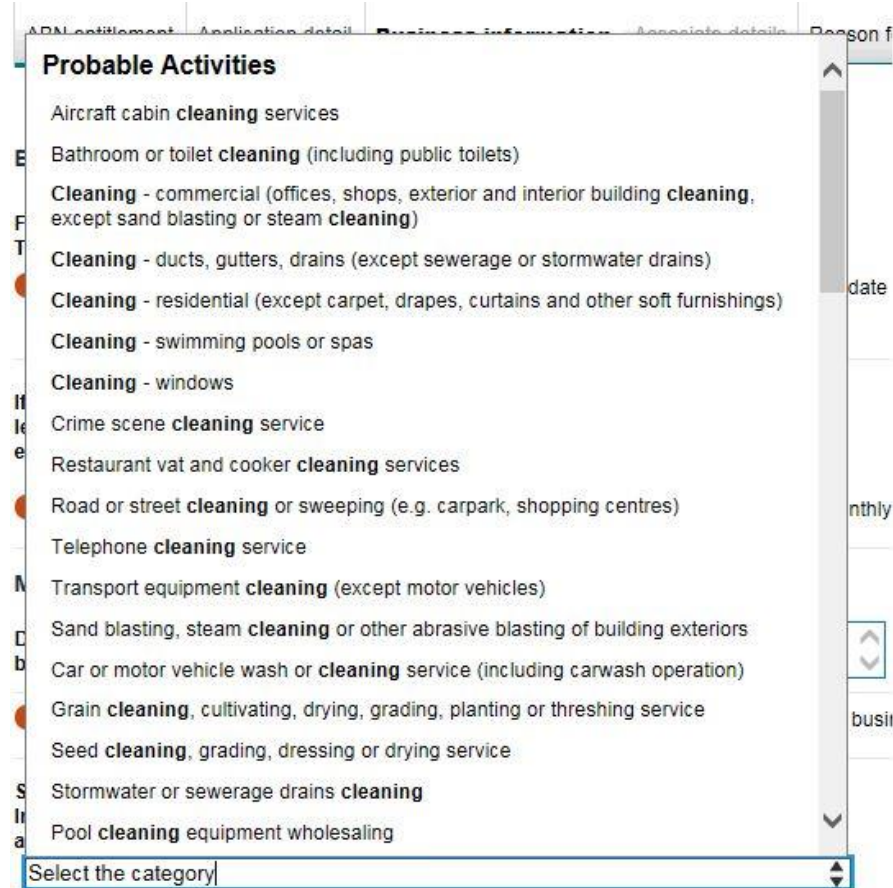 Probable Activities
Aircraft cabin cleaning services
Bathroom or toilet cleaning (including public toilets)
Cleaning - commercial (offices, shops, exterior and interior building cleaning,
except sand blasting or steam cleaning)
Cleaning - ducts, gutters, drains (except sewerage or stormwater drains)
Cleaning - residential (except carpet, drapes, curtains and other soft furnishings)
date
Cleaning - swimming pools or spas
Cleaning - windows
Crime scene cleaning service
Restaurant vat and cooker cleaning services
Road or street cleaning or sweeping (e.g. carpark, shopping centres)
Telephone cleaning service
Transport equipment cleaning (except motor vehicles)
Sand blasting, steam cleaning or other abrasive blasting of building exteriors
Car or motor vehicle wash or cleaning service (including carwash operation)
Grain cleaning, cultivating, drying, grading, planting or threshing service
Seed cleaning, grading, dressing or drying service
Stormwater or sewerage drains cleaning
Pool cleaning equipment wholesaling
Select the category